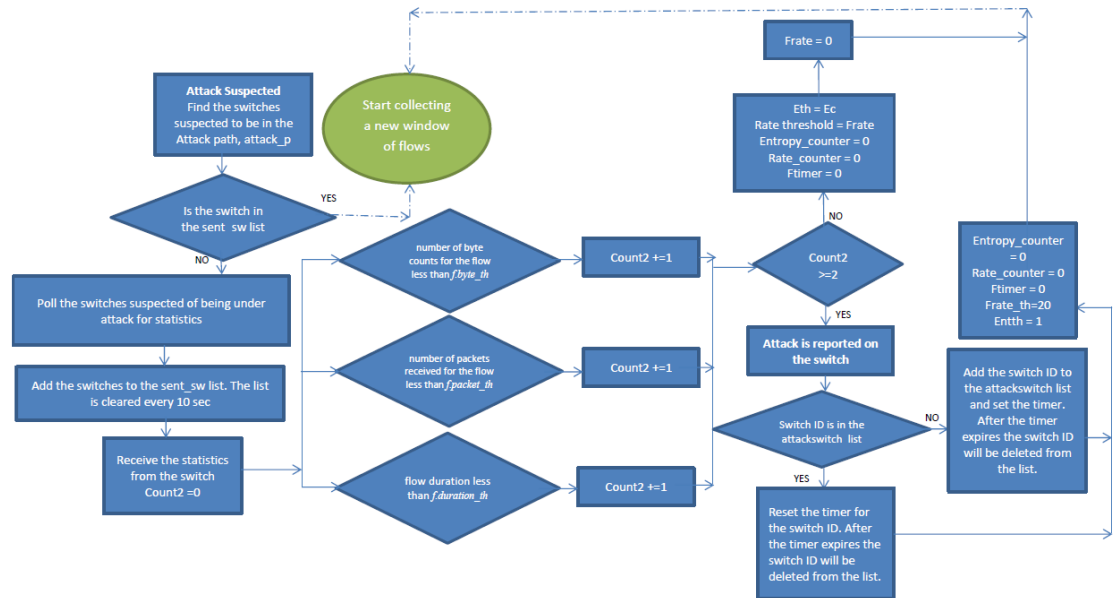 Attack Suspected
Find the switches
suspected to be in the
Attack path, attack_p
Start collecting
a new window
of flows
YES
Is the switch in
the sent_sw list
NO
Poll the switches suspected of being under
attack for statistics
Add the switches to the sent_sw list. The list
is cleared every 10 sec
Receive the statistics
from the switch
Count2 =0
number of byte
counts for the flow
less than f.byte_th
Count2 +=1
number of packets
received for the flow
less than f.packet_th
Count2 +=1
flow duration less
than f.duration_th
Count2 +=1
Frate = 0
Eth = Ec
Rate threshold = Frate
Entropy_counter = 0
Rate_counter = 0
Ftimer = 0
NO
Count2
>=2
YES
Attack is reported on
the switch
Switch ID is in the
attackswitch list
NO
YES
Reset the timer for
the switch ID. After
the timer expires the
switch ID will be
deleted from the list.
Entropy_counter
= 0
Rate_counter = 0
Ftimer = 0
Frate_th=20
Entth = 1
Add the switch ID to
the attackswitch list
and set the timer.
After the timer
expires the switch ID
will be deleted from
the list.